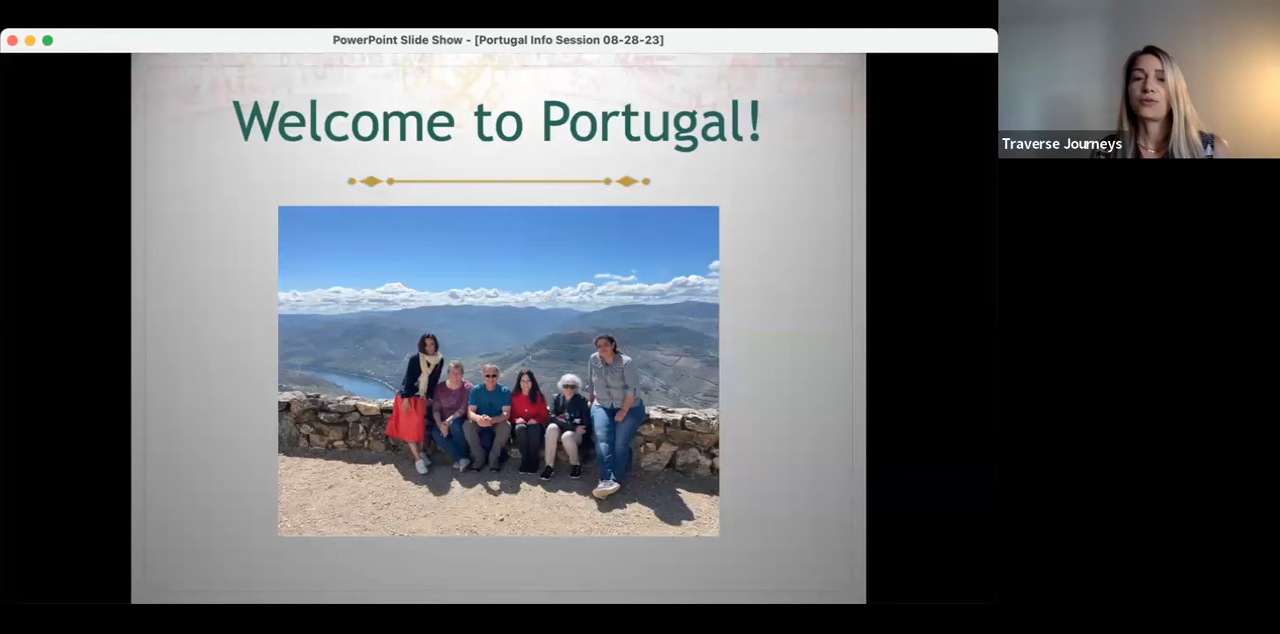 PowerPoint Slide Show - [Portugal Info Session 08-28-23]
Welcome to Portugal!
Traverse Journeys